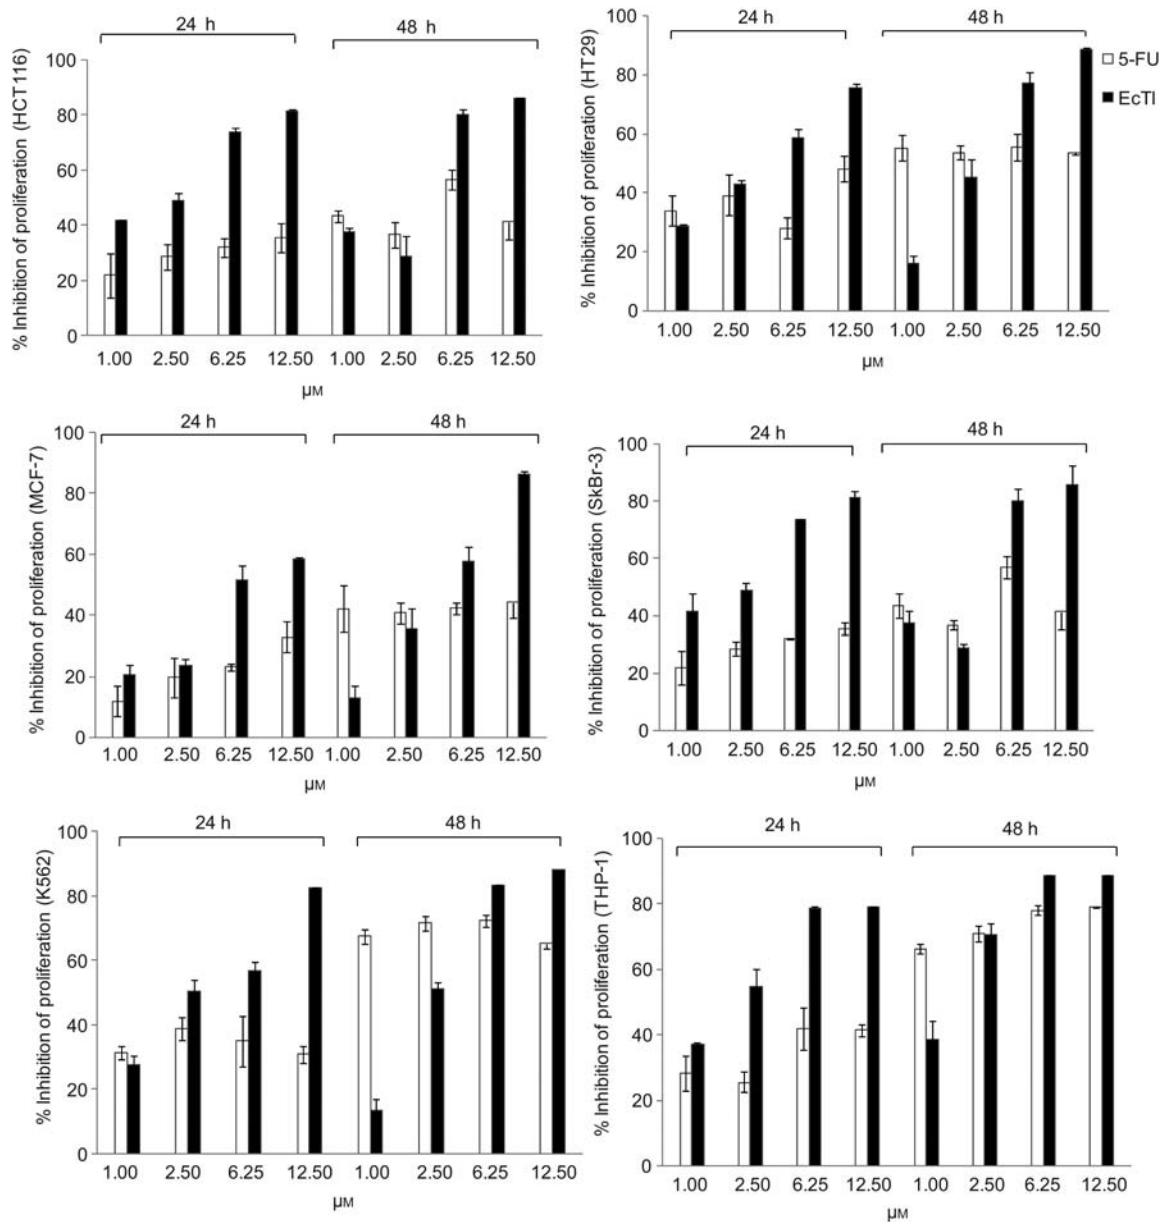 24 h
48 h
% Inhibition of proliferation (HCT116)
100
80
60
40
20
0
1.00 2.50 6.25 12.50 1.00 2.50 6.25 12.50
µM
24 h
48 h
% Inhibition of proliferation (HT29)
100
80
60
40
20
0
1.00 2.50 6.25 12.50 1.00 2.50 6.25 12.50
µM
5-FU
EcTI
24 h
48 h
% Inhibition of proliferation (MCF-7)
100
80
60
40
20
0
1.00 2.50 6.25 12.50 1.00 2.50 6.25 12.50
µM
24 h
48 h
% Inhibition of proliferation (SkBr-3)
100
80
60
40
20
0
1.00 2.50 6.25 12.50 1.00 2.50 6.25 12.50
µM
24 h
48 h
% Inhibition of proliferation (K562)
100
80
60
40
20
0
1.00 2.50 6.25 12.50 1.00 2.50 6.25 12.50
µM
24 h
48 h
% Inhibition of proliferation (THP-1)
100
80
60
40
20
0
1.00 2.50 6.25 12.50 1.00 2.50 6.25 12.50
µM